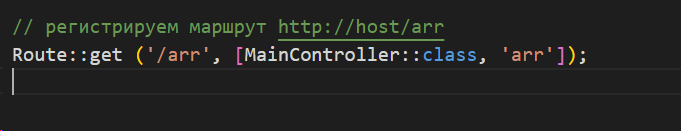 // регистрируем маршрут http://host/arr
Route::get ('/arr', [MainController::class, 'arr']);